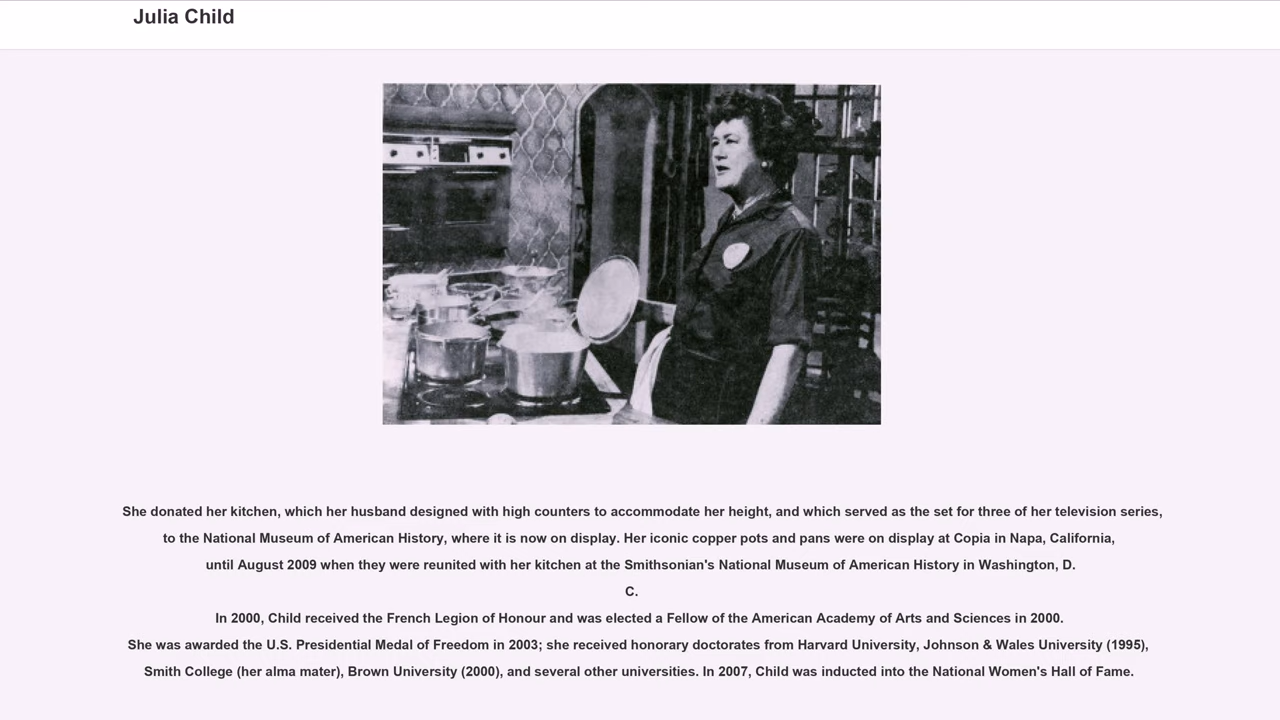 Julia Child
She donated her kitchen, which her husband designed with high counters to accommodate her height, and which served as the set for three of her television series,
to the National Museum of American History, where it is now on display. Her iconic copper pots and pans were on display at Copia in Napa, California,
until August 2009 when they were reunited with her kitchen at the Smithsonian's National Museum of American History in Washington, D.
C.
In 2000, Child received the French Legion of Honour and was elected a Fellow of the American Academy of Arts and Sciences in 2000.
She was awarded the U.S. Presidential Medal of Freedom in 2003; she received honorary doctorates from Harvard University, Johnson & Wales University (1995),
Smith College (her alma mater), Brown University (2000), and several other universities. In 2007, Child was inducted into the National Women's Hall of Fame.